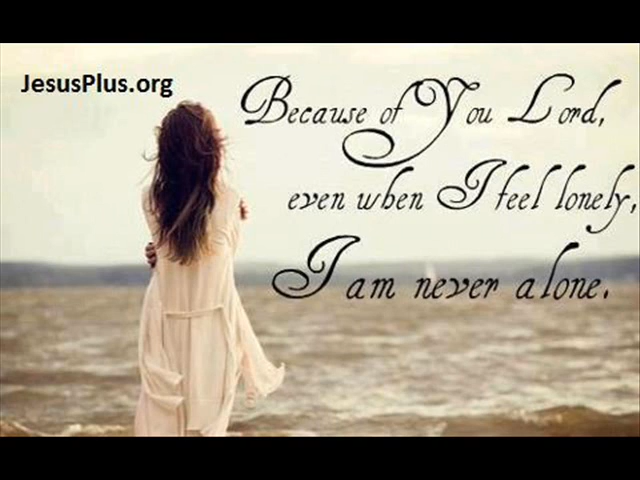 JesusPlus.org
Because of You Lord,
even when I feel lonely,
I am never alone.